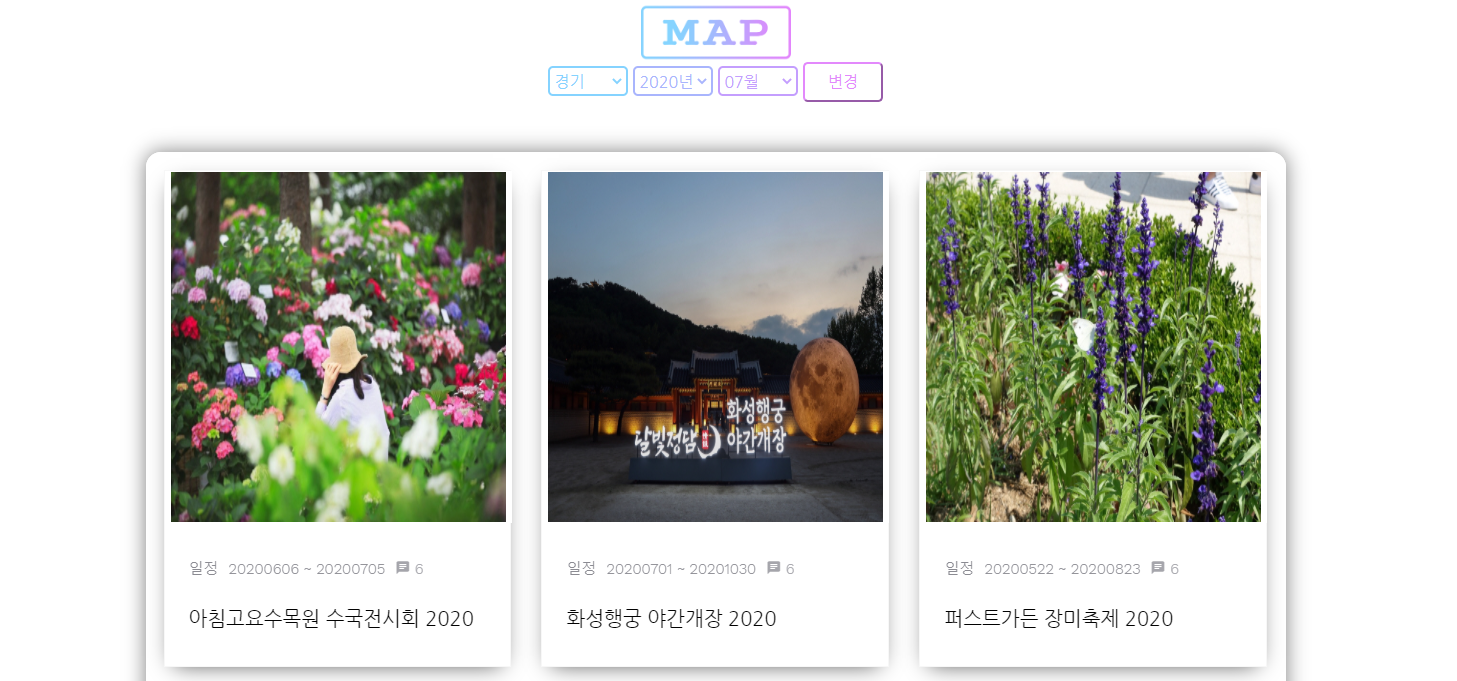 MAP
경기 2020년 07월 변경
달빛정담 화성행궁 야간개장
일정 20200606 ~ 20200705 6
아침고요수목원 수국전시회 2020
일정 20200701 ~ 20201030 6
화성행궁 야간개장 2020
일정 20200522 ~ 20200823 6
퍼스트가든 장미축제 2020